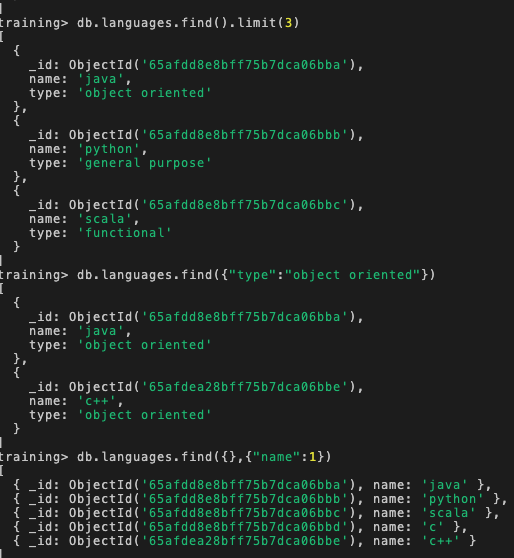 training> db.languages.find().limit(3)
[
  {
    _id: ObjectId('65afdd8e8bff75b7dca06bba'),
    name: 'java',
    type: 'object oriented'
  },
  {
    _id: ObjectId('65afdd8e8bff75b7dca06bbb'),
    name: 'python',
    type: 'general purpose'
  },
  {
    _id: ObjectId('65afdd8e8bff75b7dca06bbc'),
    name: 'scala',
    type: 'functional'
  }
]
training> db.languages.find({"type":"object oriented"})
[
  {
    _id: ObjectId('65afdd8e8bff75b7dca06bba'),
    name: 'java',
    type: 'object oriented'
  },
  {
    _id: ObjectId('65afdea28bff75b7dca06bbe'),
    name: 'c++',
    type: 'object oriented'
  }
]
training> db.languages.find({},{"name":1})
[
  { _id: ObjectId('65afdd8e8bff75b7dca06bba'), name: 'java' },
  { _id: ObjectId('65afdd8e8bff75b7dca06bbb'), name: 'python' },
  { _id: ObjectId('65afdd8e8bff75b7dca06bbc'), name: 'scala' },
  { _id: ObjectId('65afdd8e8bff75b7dca06bbd'), name: 'c' },
  { _id: ObjectId('65afdea28bff75b7dca06bbe'), name: 'c++' }
]